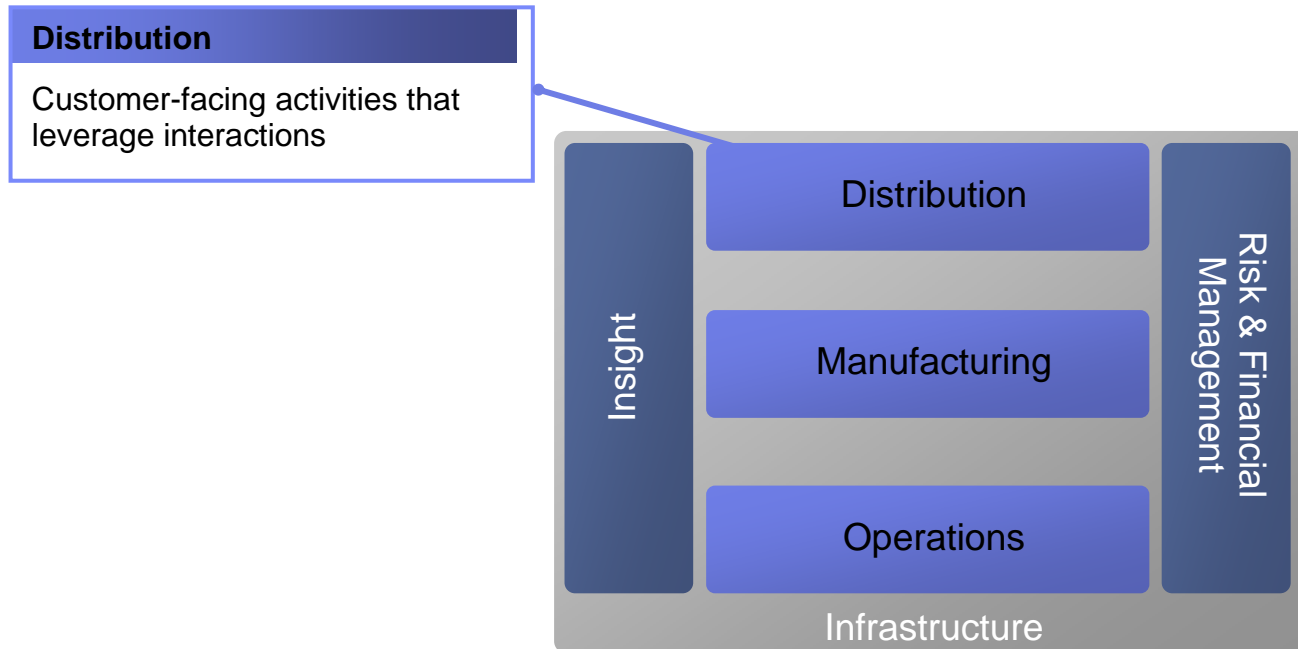 Distribution
Customer-facing activities that
leverage interactions
Distribution
Insight
Manufacturing
Risk & Financial
Management
Operations
Infrastructure